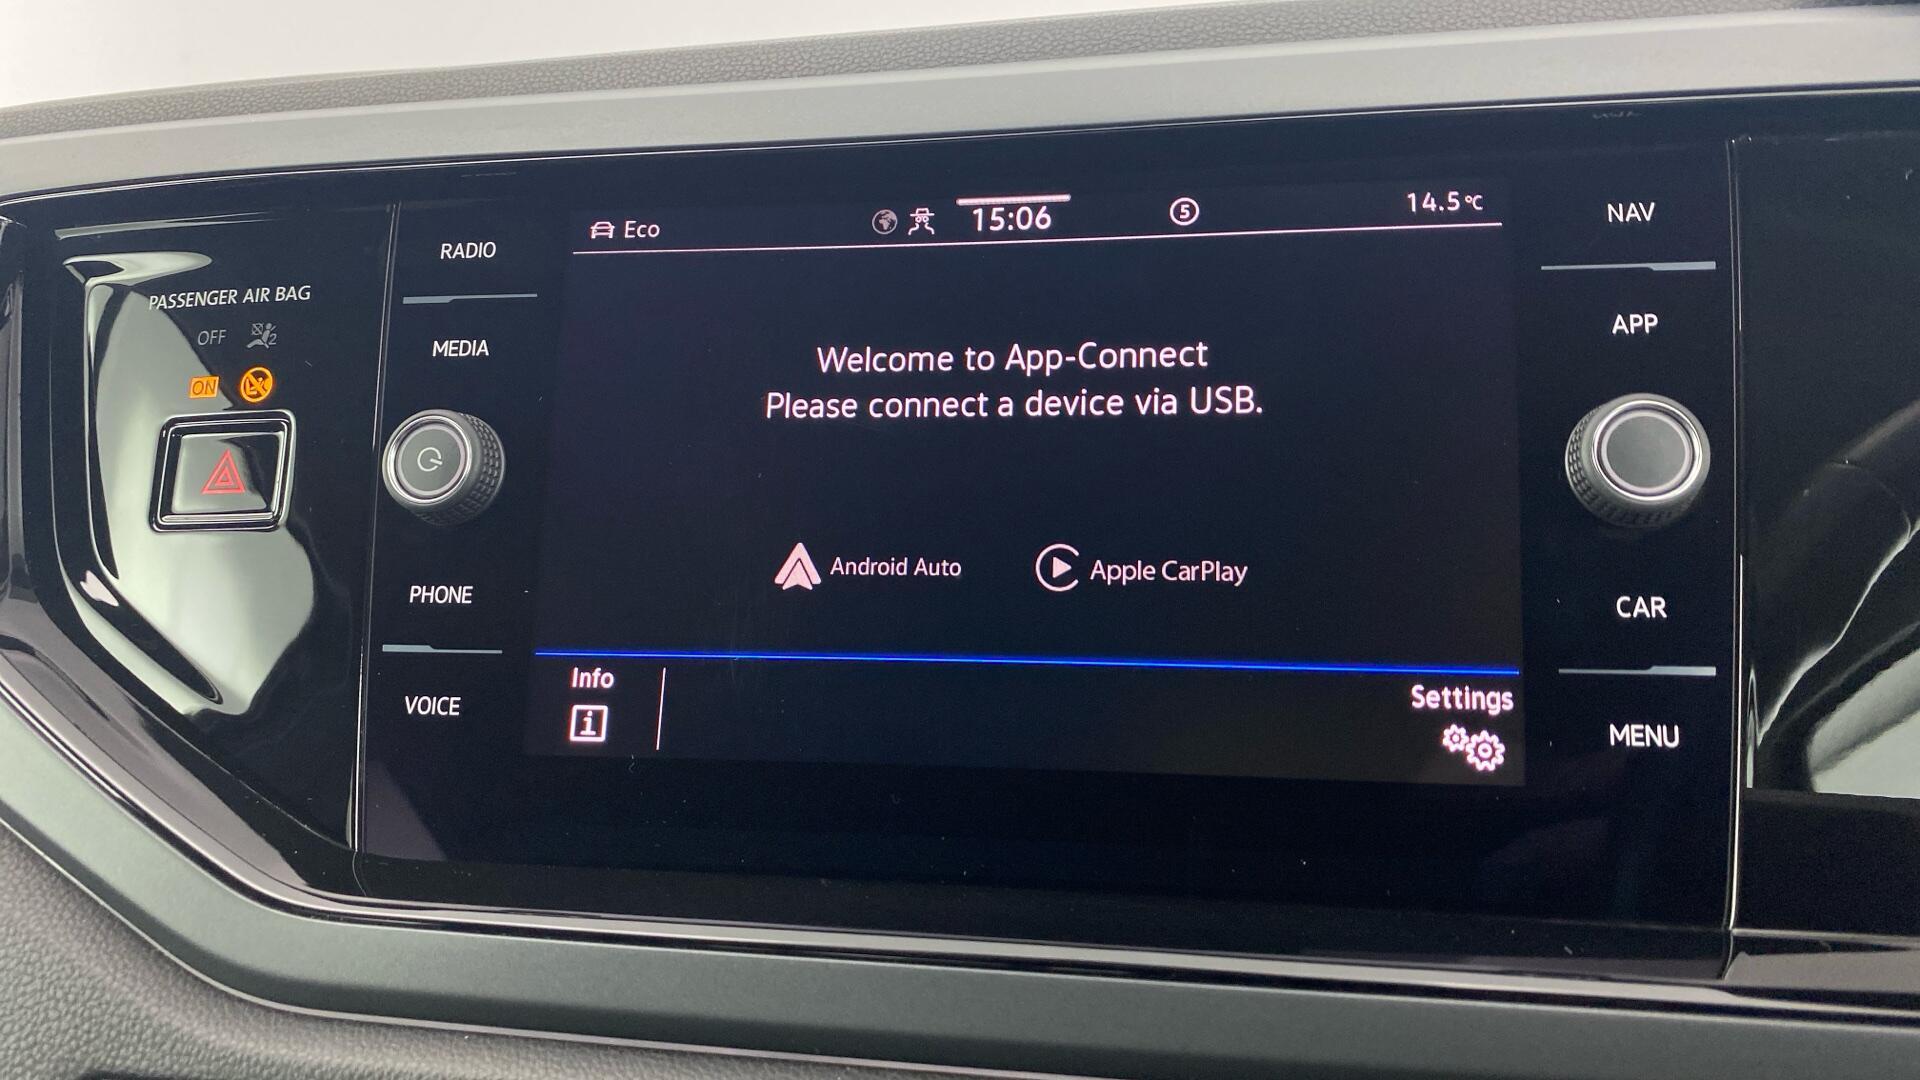 PASSENGER AIR BAG
OFF
2
ON
RADIO
MEDIA
PHONE
VOICE
Eco
15:06
5
14.5°C
Welcome to App-Connect
Please connect a device via USB.
Android Auto
Apple CarPlay
Info
i
Settings
NAV
APP
CAR
MENU